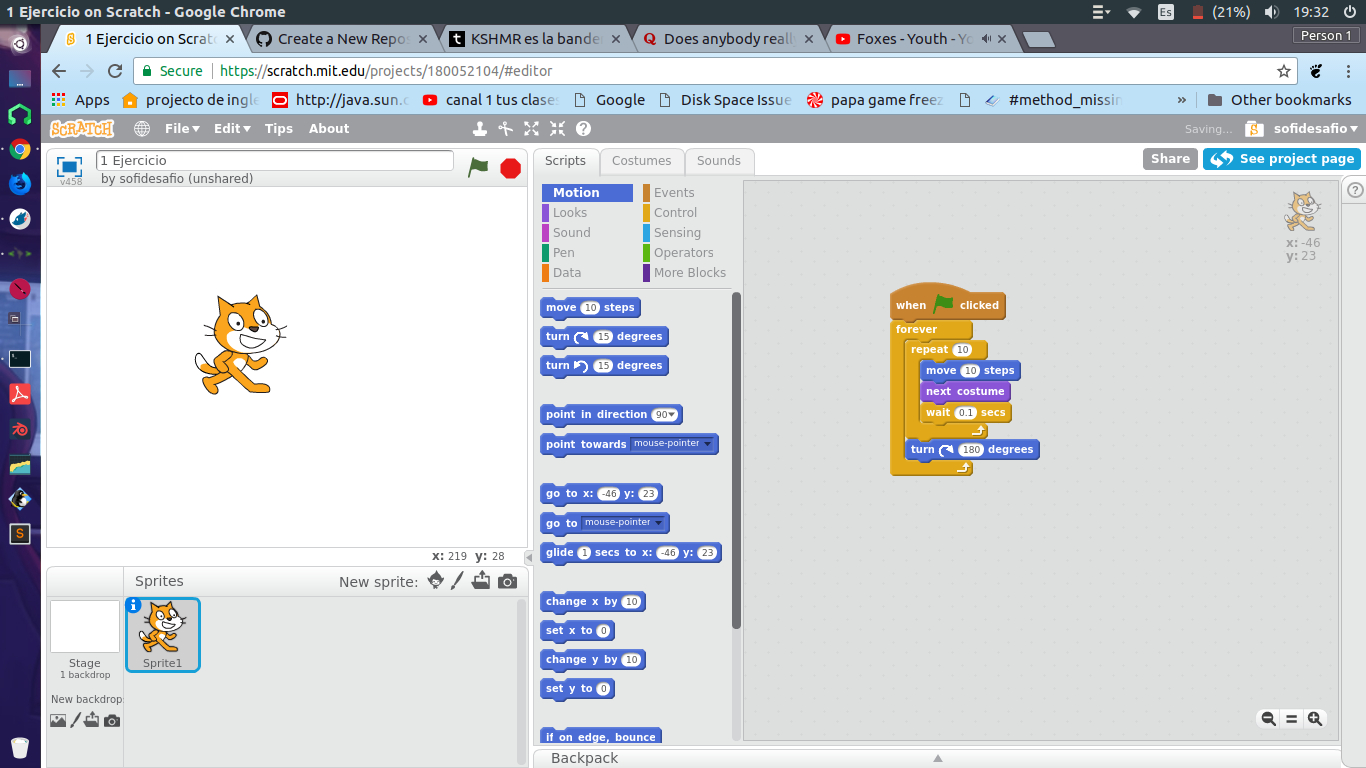 1 Ejercicio on Scratch - Google Chrome
Es (21%) 19:32
1 Ejercicio on Scrat
Create a New Repo
KSHMR es la bande
Does anybody reall
Foxes - Youth - Yo
Person 1
Secure https://scratch.mit.edu/projects/180052104/#editor
Apps
projecto de ingle
http://java.sun.c
canal 1 tus clase
Google
Disk Space Issue
papa game freez
#method_missin
»
Other bookmarks
SCRATCH
File
Edit
Tips
About
Saving...
sofidesafio
v458
1 Ejercicio
by sofidesafio (unshared)
Scripts
Costumes
Sounds
Share
See project page
Motion
Looks
Sound
Pen
Data
Events
Control
Sensing
Operators
More Blocks
move 10 steps
turn 15 degrees
turn 15 degrees
point in direction 90
point towards mouse-pointer
go to x: -46 y: 23
go to mouse-pointer
glide 1 secs to x: -46 y: 23
change x by 10
set x to 0
change y by 10
set y to 0
if on edge, bounce
when clicked
forever
repeat 10
move 10 steps
next costume
wait 0.1 secs
turn 180 degrees
x: -46
y: 23
x: 219 y: 28
Sprites
New sprite:
Sprite1
Stage
1 backdrop
New backdrop
Backpack